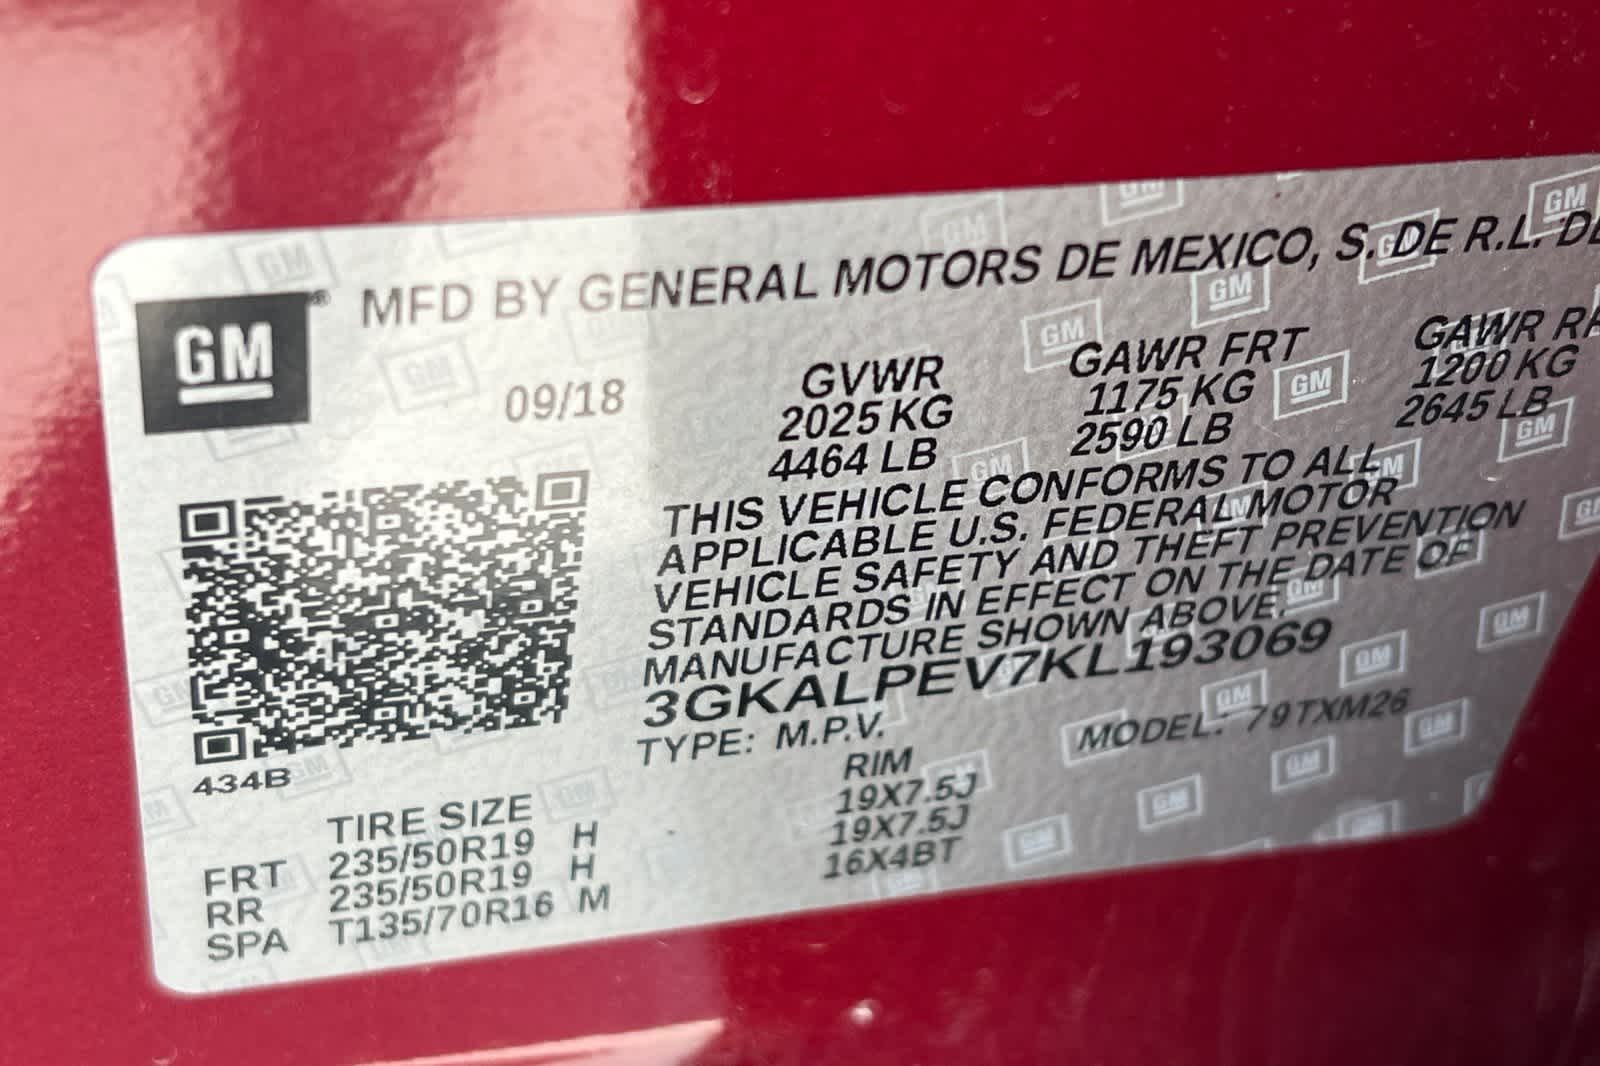 GM
MFD BY GENERAL MOTORS DE MEXICO, S. DE R.L. DE
09/18
GVWR GAWR FRT GAWR
2025 KG 1175 KG 1200 KG
4464 LB 2590 LB 2645 LB
THIS VEHICLE CONFORMS TO ALL
APPLICABLE U.S. FEDERAL MOTOR
VEHICLE SAFETY AND THEFT PREVENTION
STANDARDS IN EFFECT ON THE DATE OF
MANUFACTURE SHOWN ABOVE.
3GKALPEV7KL193069
TYPE: M.P.V. MODEL: 79TXM26
434B
TIRE SIZE RIM
FRT 235/50R19 H 19X7.5J
RR 235/50R19 H 19X7.5J
SPA T135/70R16 M 16X4BT